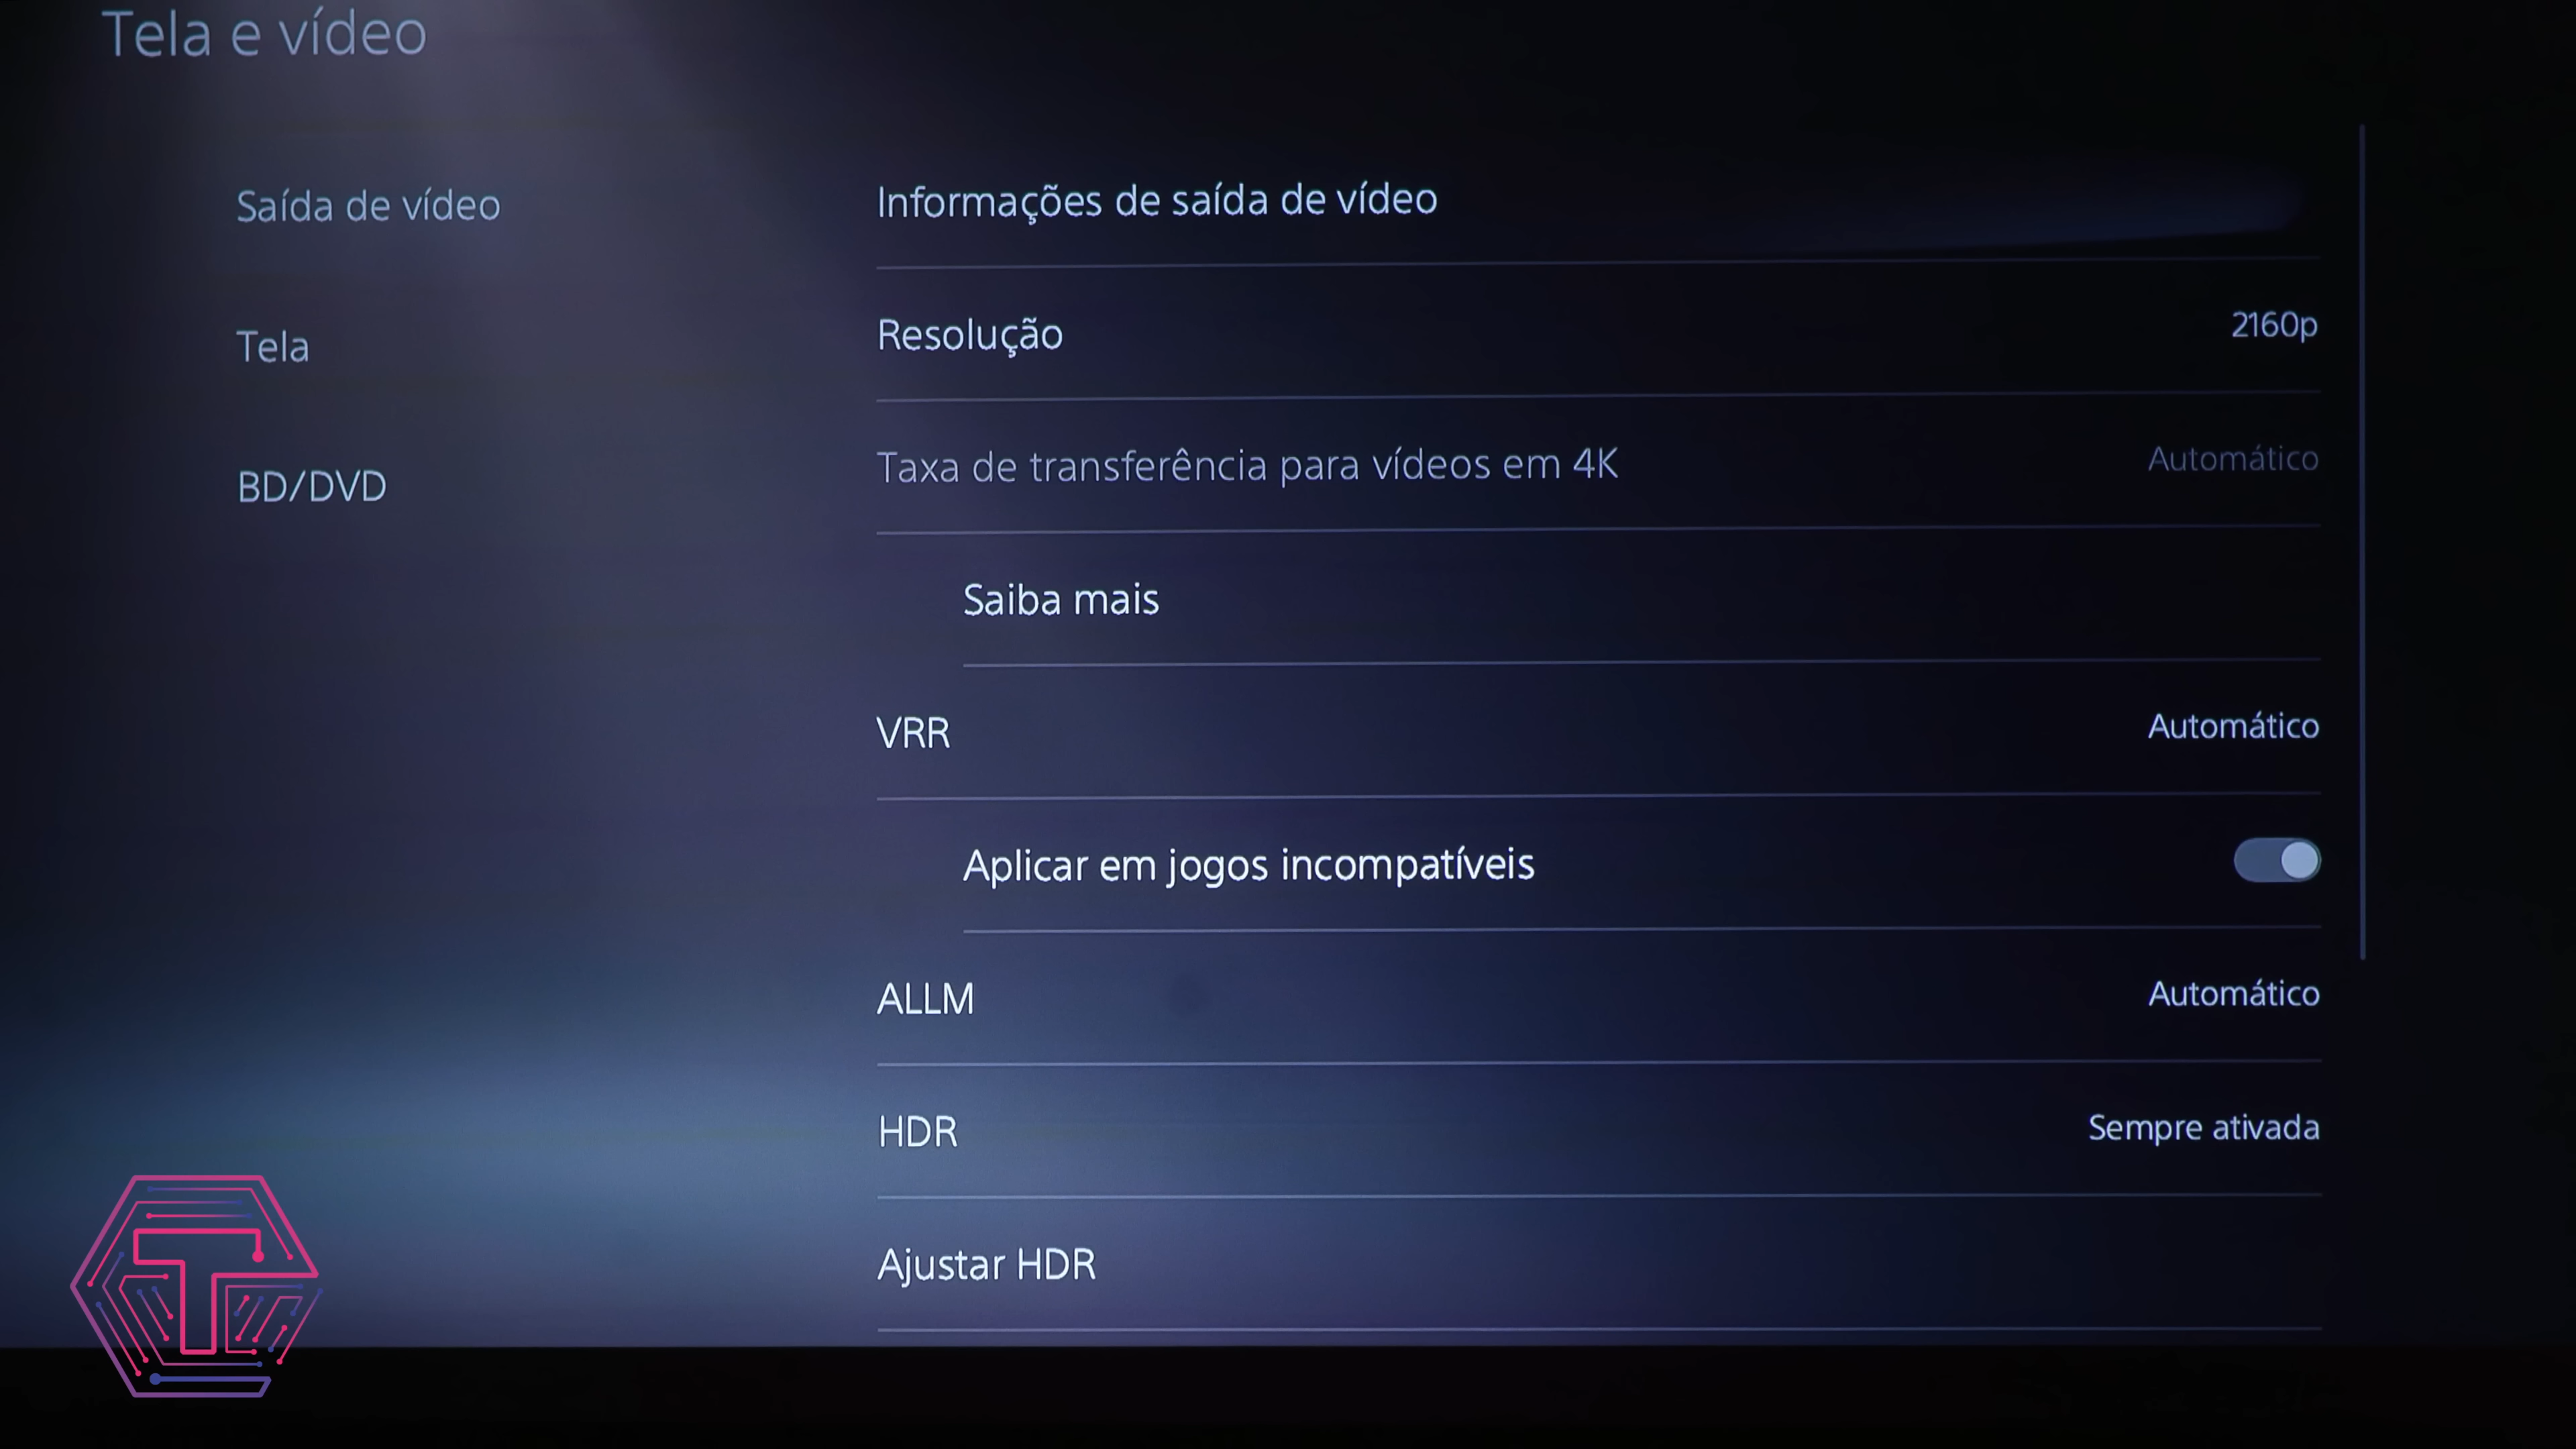 Tela e vídeo
Saída de vídeo
Tela
BD/DVD
Informações de saída de vídeo
Resolução 2160p
Taxa de transferência para vídeos em 4K Automático
Saiba mais
VRR Automático
Aplicar em jogos incompatíveis
ALLM Automático
HDR Sempre ativada
Ajustar HDR